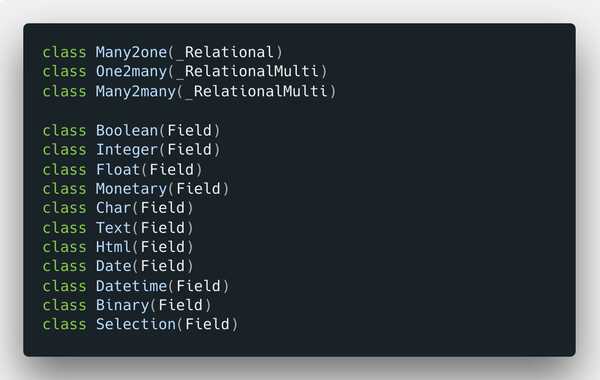 class Many2one(_Relational)
class One2many(_RelationalMulti)
class Many2many(_RelationalMulti)
class Boolean(Field)
class Integer(Field)
class Float(Field)
class Monetary(Field)
class Char(Field)
class Text(Field)
class Html(Field)
class Date(Field)
class Datetime(Field)
class Binary(Field)
class Selection(Field)